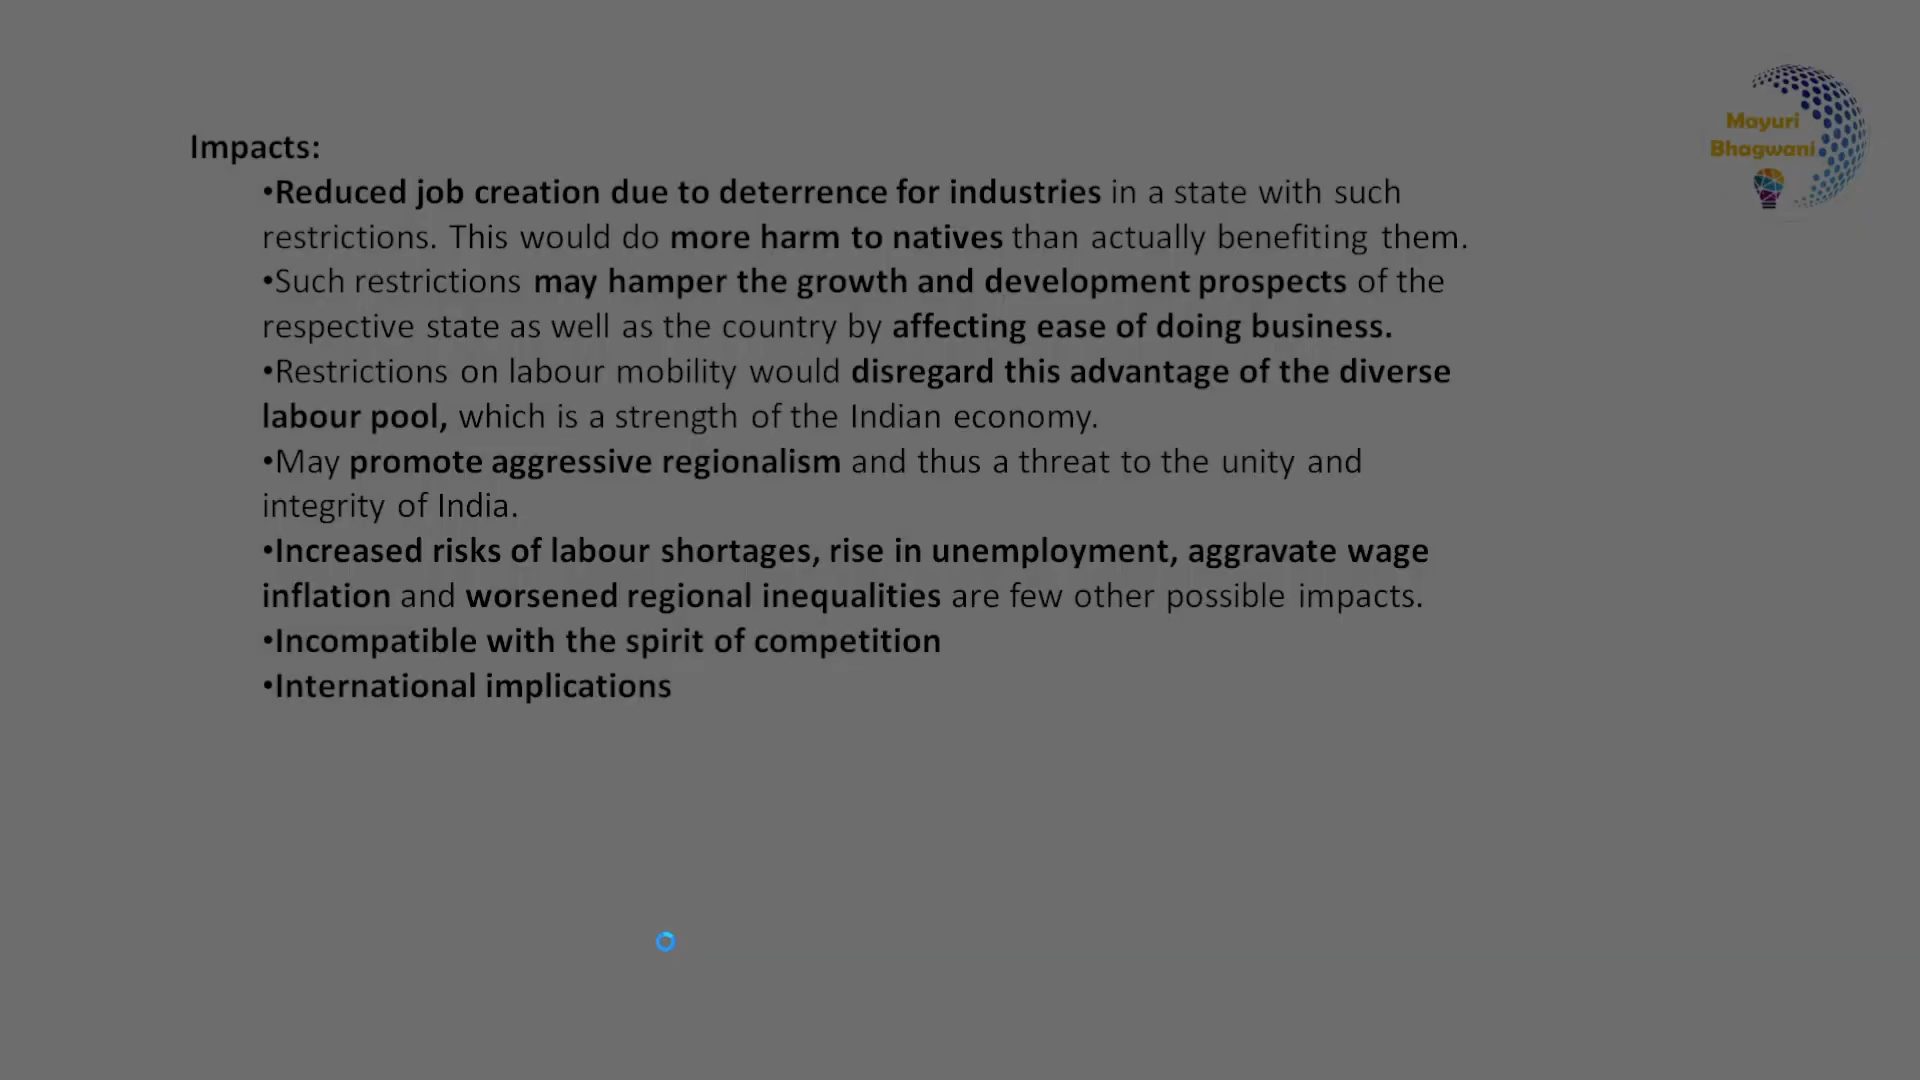 Mayuri
Bhagwani
Impacts:
•Reduced job creation due to deterrence for industries in a state with such
restrictions. This would do more harm to natives than actually benefiting them.
•Such restrictions may hamper the growth and development prospects of the
respective state as well as the country by affecting ease of doing business.
•Restrictions on labour mobility would disregard this advantage of the diverse
labour pool, which is a strength of the Indian economy.
•May promote aggressive regionalism and thus a threat to the unity and
integrity of India.
•Increased risks of labour shortages, rise in unemployment, aggravate wage
inflation and worsened regional inequalities are few other possible impacts.
•Incompatible with the spirit of competition
•International implications